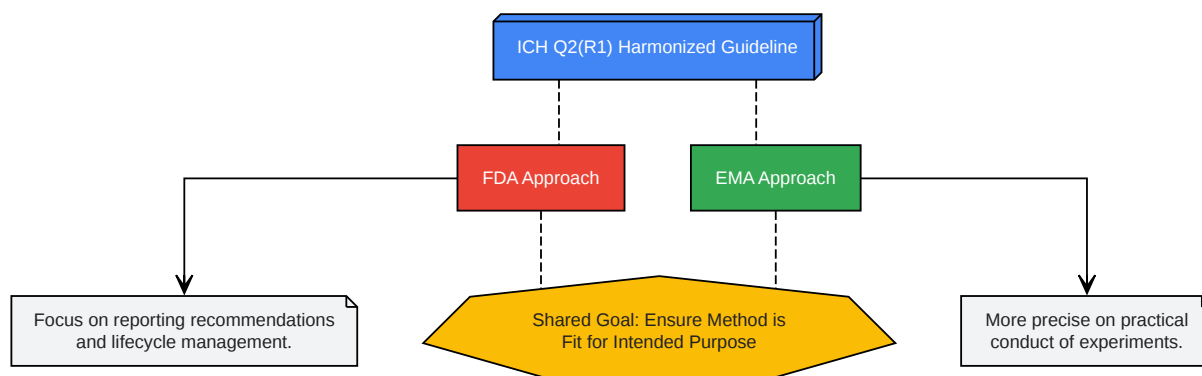 ICH Q2(R1) Harmonized Guideline
FDA Approach
EMA Approach
Focus on reporting recommendations
and lifecycle management.
Shared Goal: Ensure Method is
Fit for Intended Purpose
More precise on practical
conduct of experiments.